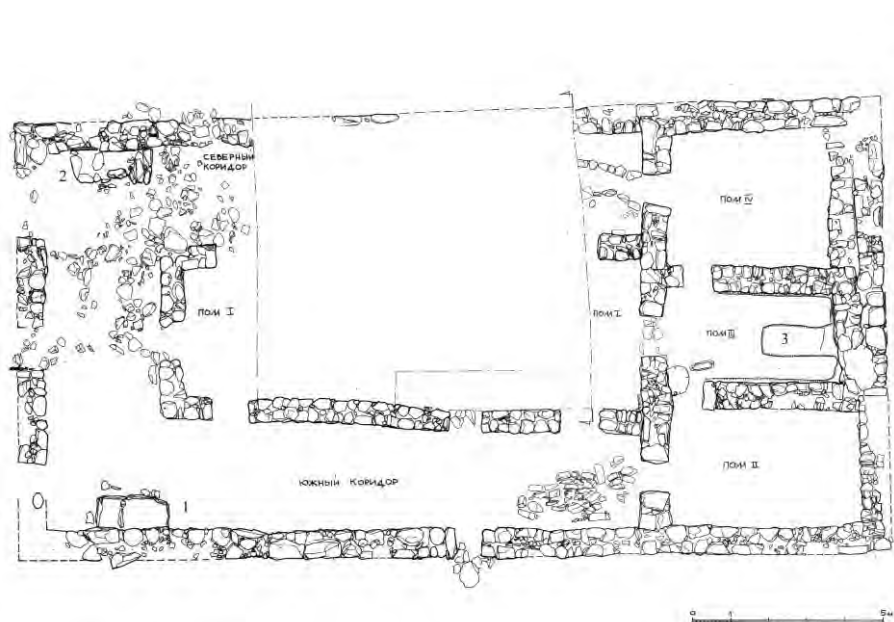 СЕВЕРНЫЙ
КОРИДОР
2
ПОМ IV
ПОМ I
ПОМ I
ПОМ III
3
ПОМ II
ЮЖНЫЙ КОРИДОР
1
0 1 5м